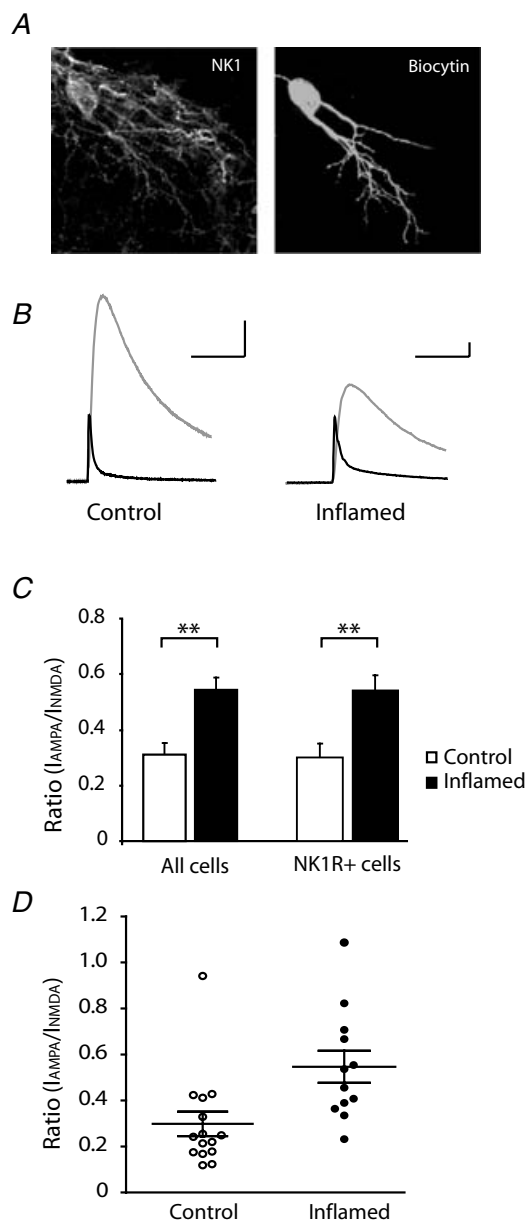 A
NK1
Biocytin
B
Control
Inflamed
C
0.8
0.6
0.4
0.2
0
Ratio (IAMPA/INMDA)
**
**
All cells
NK1R+ cells
Control
Inflamed
D
1.2
1.0
0.8
0.6
0.4
0.2
0
Ratio (IAMPA/INMDA)
Control
Inflamed